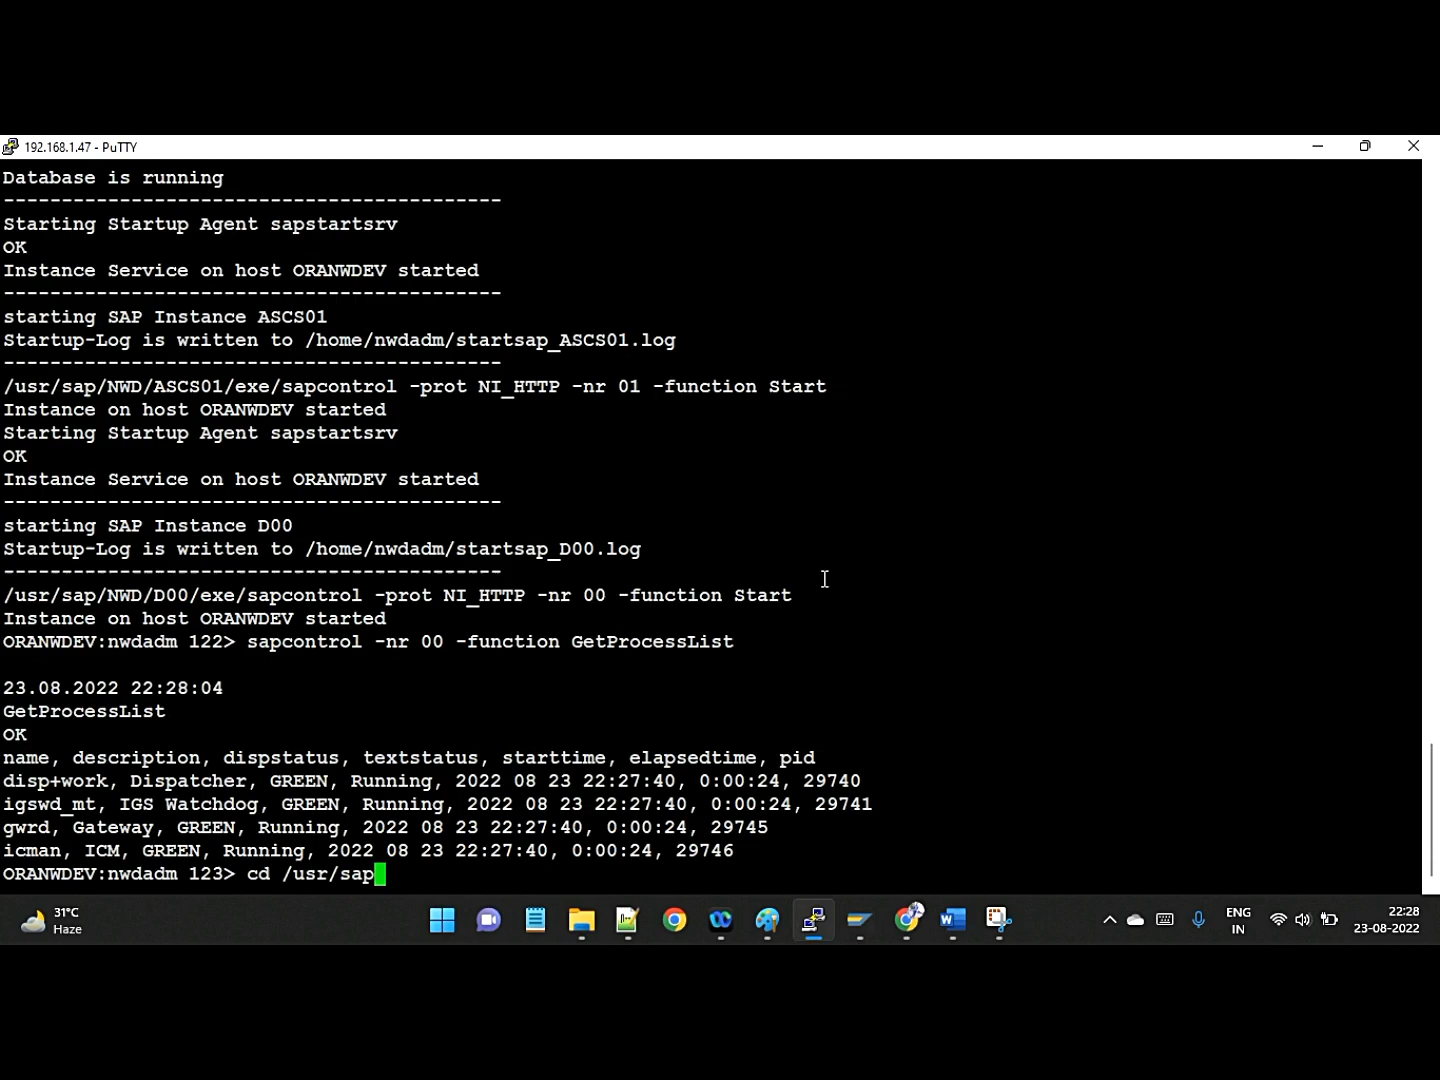 192.168.1.47 - PuTTY
Database is running
-------------------------------------------
Starting Startup Agent sapstartsrv
OK
Instance Service on host ORANWDEV started
-------------------------------------------
starting SAP Instance ASCS01
Startup-Log is written to /home/nwdadm/startsap_ASCS01.log
-------------------------------------------
/usr/sap/NWD/ASCS01/exe/sapcontrol -prot NI_HTTP -nr 01 -function Start
Instance on host ORANWDEV started
Starting Startup Agent sapstartsrv
OK
Instance Service on host ORANWDEV started
-------------------------------------------
starting SAP Instance D00
Startup-Log is written to /home/nwdadm/startsap_D00.log
-------------------------------------------
/usr/sap/NWD/D00/exe/sapcontrol -prot NI_HTTP -nr 00 -function Start
Instance on host ORANWDEV started
ORANWDEV:nwdadm 122> sapcontrol -nr 00 -function GetProcessList
23.08.2022 22:28:04
GetProcessList
OK
name, description, dispstatus, textstatus, starttime, elapsedtime, pid
disp+work, Dispatcher, GREEN, Running, 2022 08 23 22:27:40, 0:00:24, 29740
igswd_mt, IGS Watchdog, GREEN, Running, 2022 08 23 22:27:40, 0:00:24, 29741
gwrd, Gateway, GREEN, Running, 2022 08 23 22:27:40, 0:00:24, 29745
icman, ICM, GREEN, Running, 2022 08 23 22:27:40, 0:00:24, 29746
ORANWDEV:nwdadm 123> cd /usr/sap
31°C
Haze
ENG
IN
22:28
23-08-2022